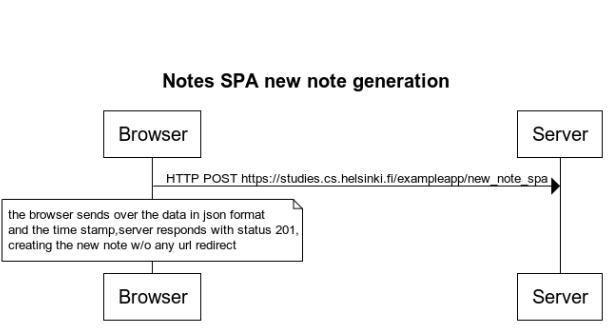 Notes SPA new note generation
Browser
Server
HTTP POST https://studies.cs.helsinki.fi/exampleapp/new_note_spa
the browser sends over the data in json format
and the time stamp,server responds with status 201,
creating the new note w/o any url redirect
Browser
Server